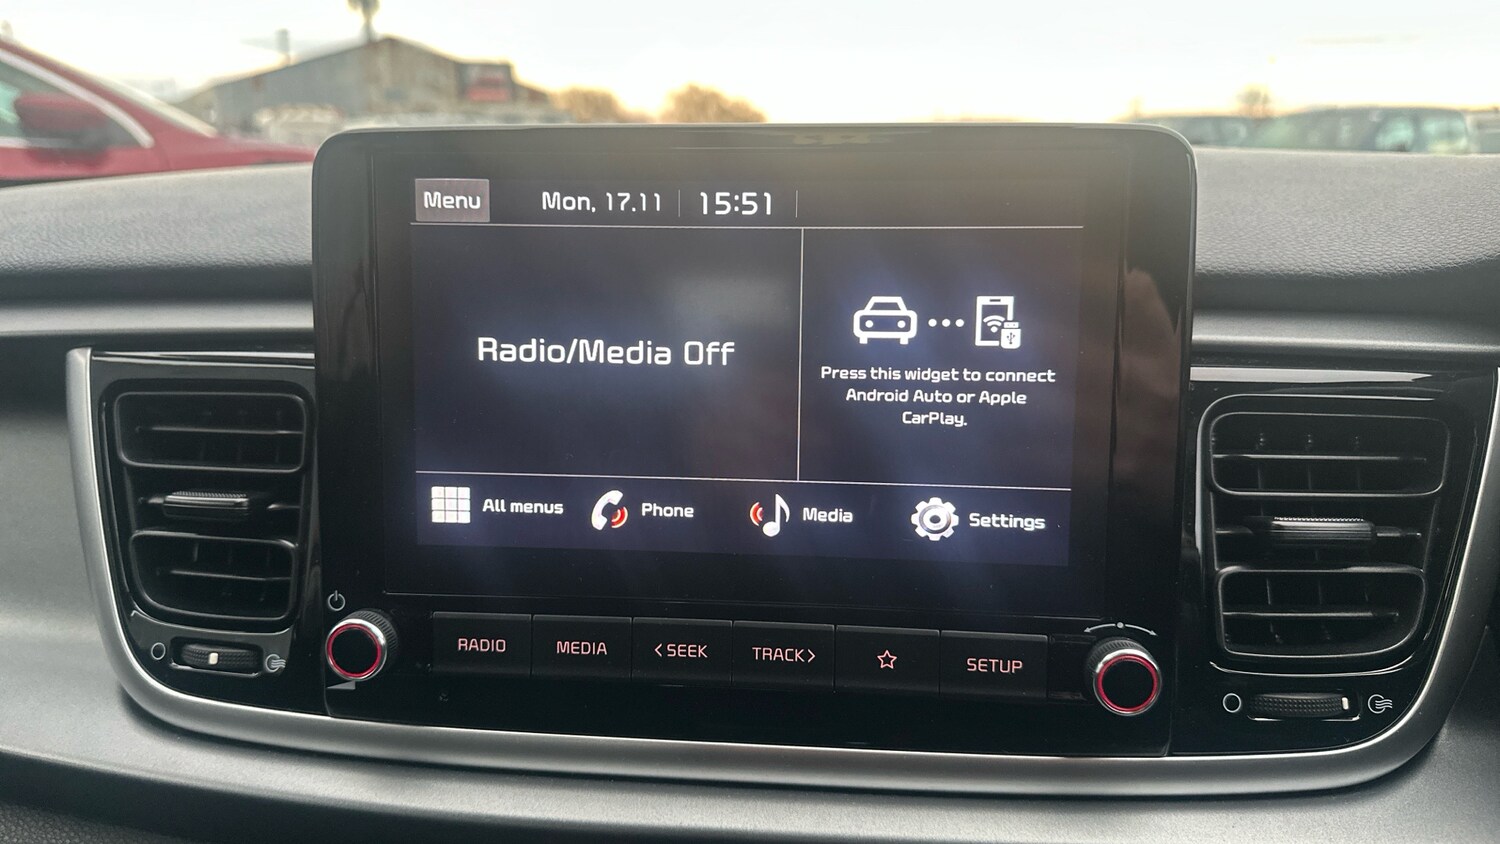 Menu
Mon, 17.11
15:51
Radio/Media Off
Press this widget to connect
Android Auto or Apple
CarPlay.
All menus
Phone
Media
Settings
RADIO
MEDIA
<SEEK
TRACK>
SETUP